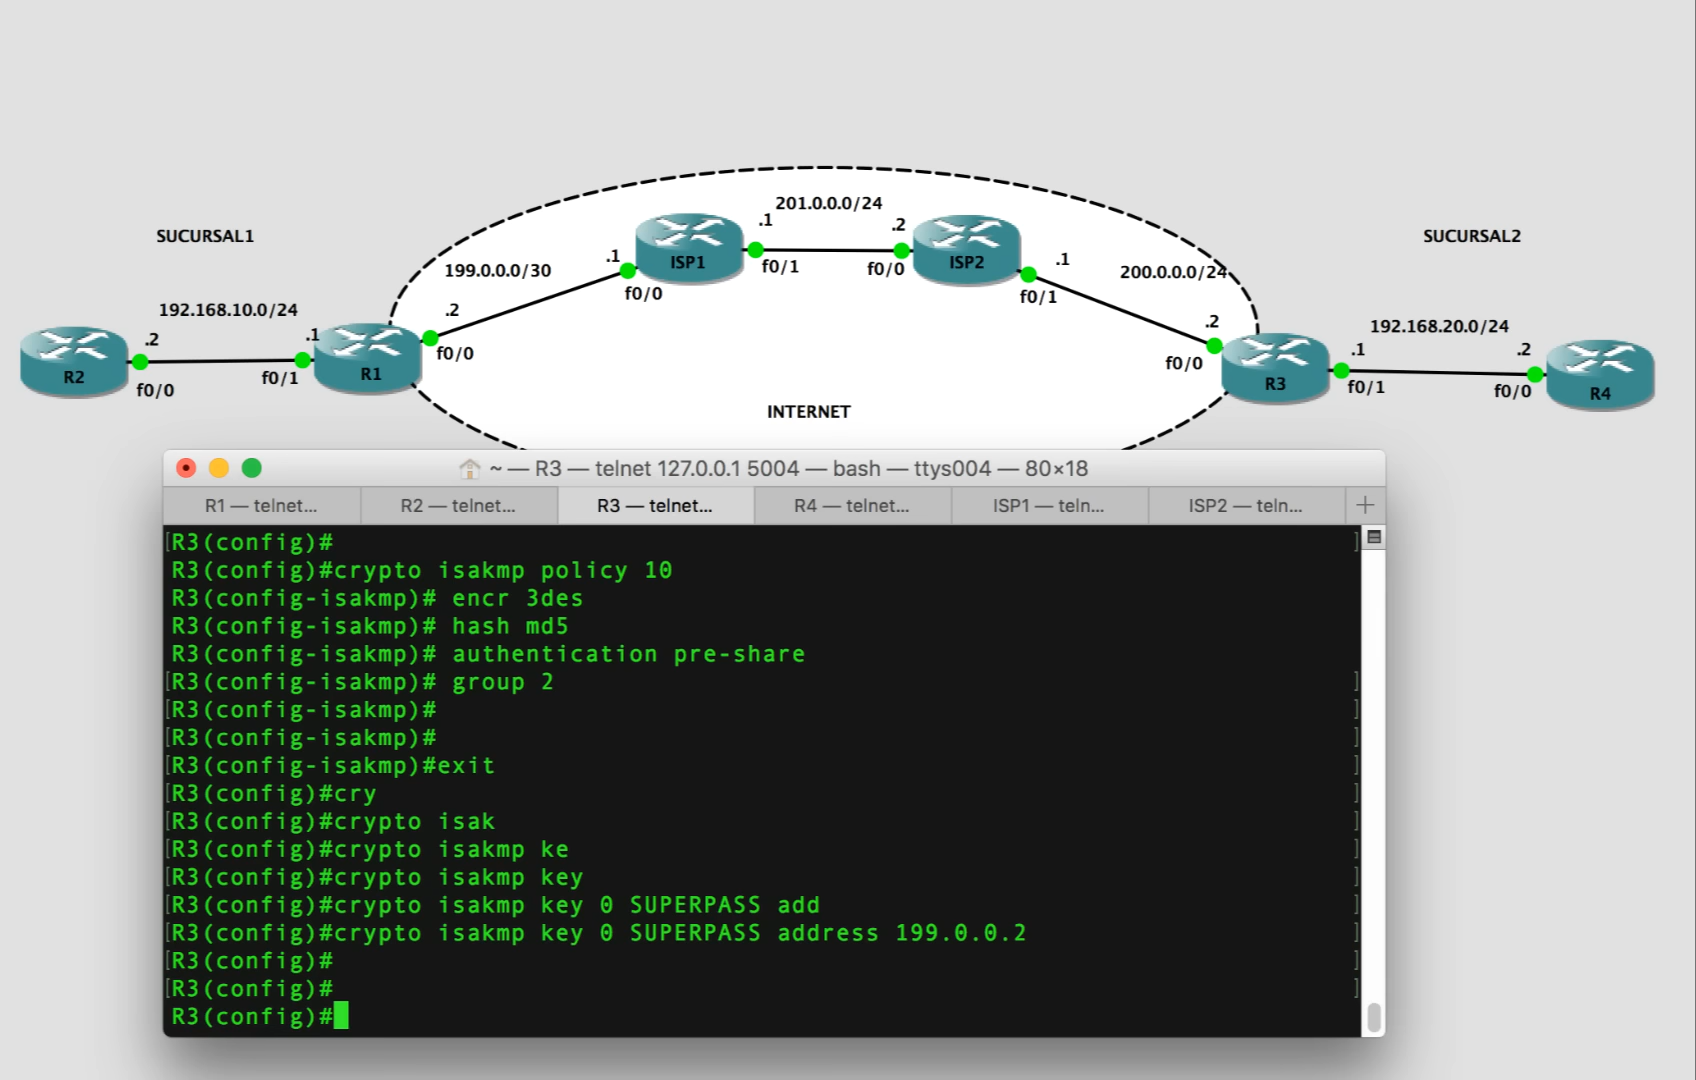 SUCURSAL1
SUCURSAL2
INTERNET
192.168.10.0/24
199.0.0.0/30
201.0.0.0/24
200.0.0.0/24
192.168.20.0/24
R2
.2
f0/0
.1
f0/1
R1
.2
f0/0
.1
f0/0
ISP1
.1
f0/1
.2
f0/0
ISP2
.1
f0/1
.2
f0/0
R3
.1
f0/1
.2
f0/0
R4
~ — R3 — telnet 127.0.0.1 5004 — bash — ttys004 — 80×18
R1 — telnet... R2 — telnet... R3 — telnet... R4 — telnet... ISP1 — teln... ISP2 — teln... +
[R3(config)# ]
R3(config)#crypto isakmp policy 10
R3(config-isakmp)# encr 3des
R3(config-isakmp)# hash md5
R3(config-isakmp)# authentication pre-share
[R3(config-isakmp)# group 2 ]
[R3(config-isakmp)# ]
[R3(config-isakmp)# ]
[R3(config-isakmp)#exit ]
[R3(config)#cry ]
[R3(config)#crypto isak ]
[R3(config)#crypto isakmp ke ]
[R3(config)#crypto isakmp key ]
[R3(config)#crypto isakmp key 0 SUPERPASS add ]
[R3(config)#crypto isakmp key 0 SUPERPASS address 199.0.0.2 ]
[R3(config)# ]
[R3(config)# ]
R3(config)#